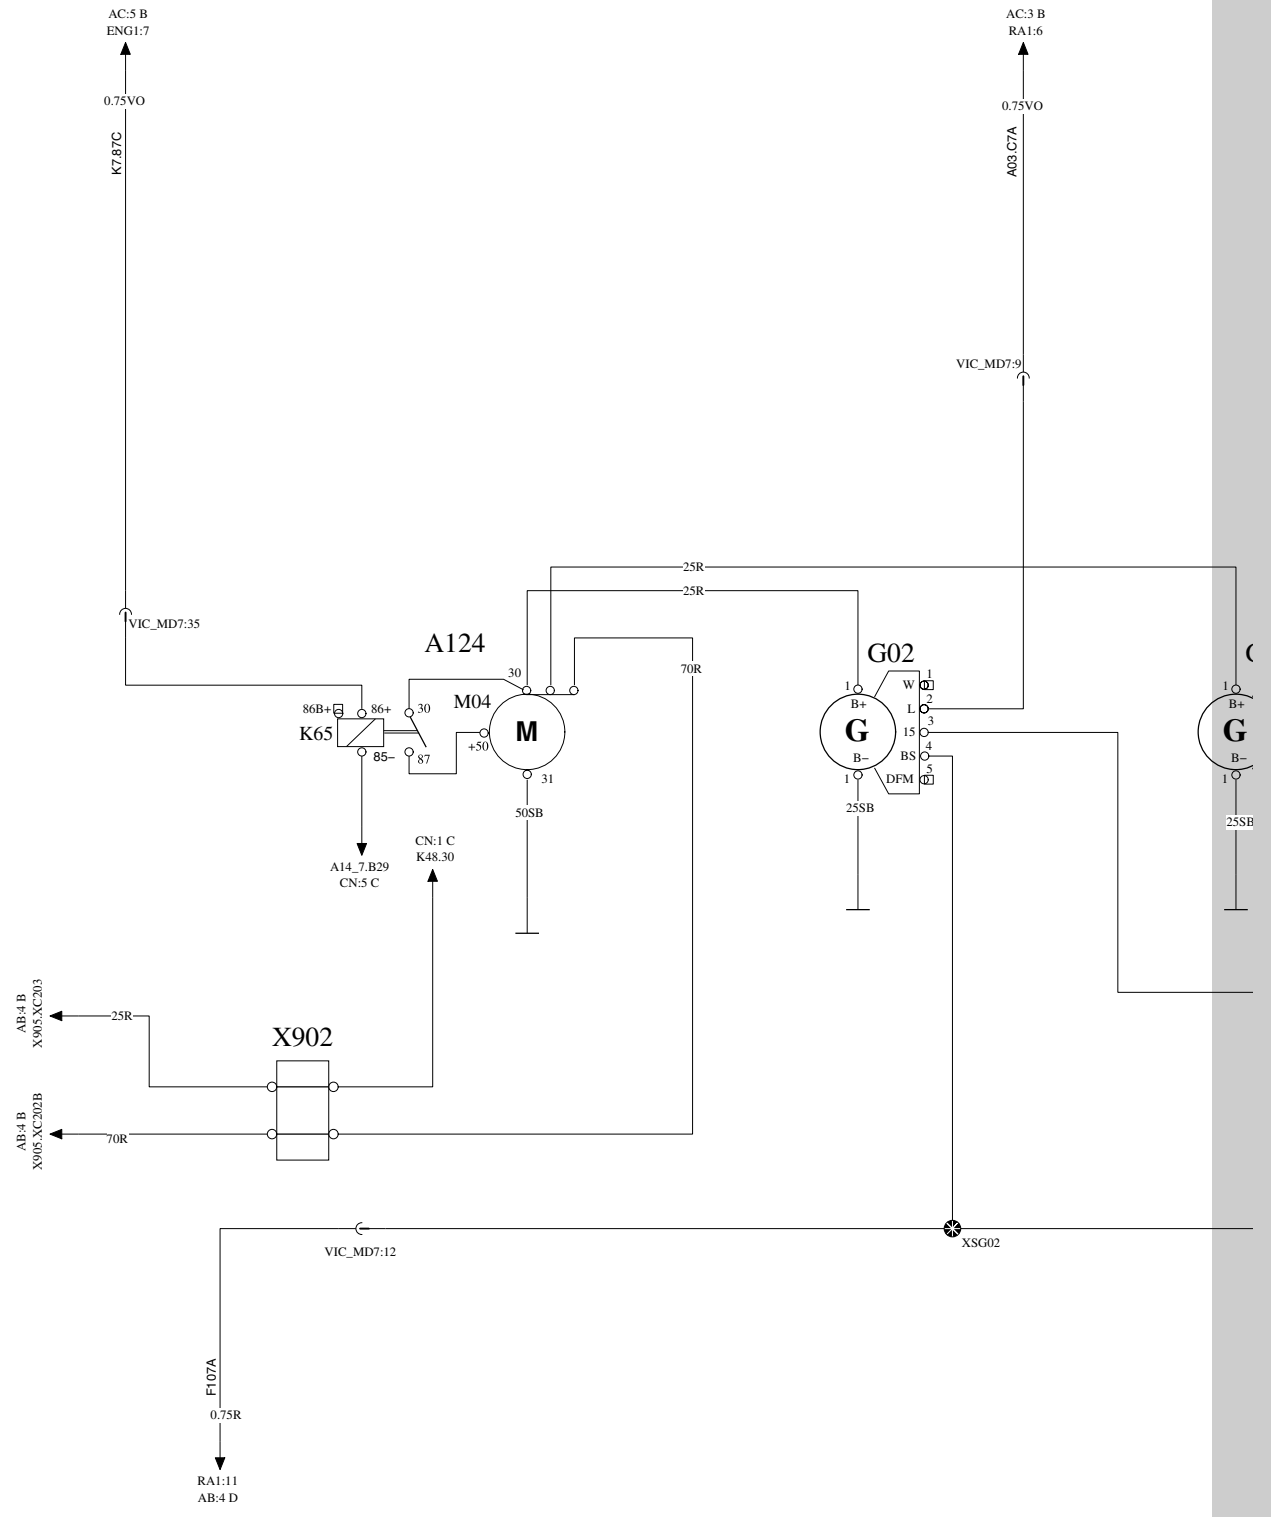 AC:5 B
ENG1:7
AC:3 B
RA1:6
0.75VO
0.75VO
K7.87C
A03.C7A
VIC_MD7:9
25R
25R
VIC_MD7:35
A124
G02
70R
30
M04
86B+
86+
30
K65
M
+50
85–
87
31
1
B+
G
B–
1
W
1
L
2
15
3
BS
4
DFM
5
1
B+
G
B–
1
50SB
25SB
25SB
CN:1 C
K48.30
A14_7.B29
CN:5 C
AB:4 B
X905.XC203
25R
X902
AB:4 B
X905.XC202B
70R
VIC_MD7:12
XSG02
F107A
0.75R
RA1:11
AB:4 D